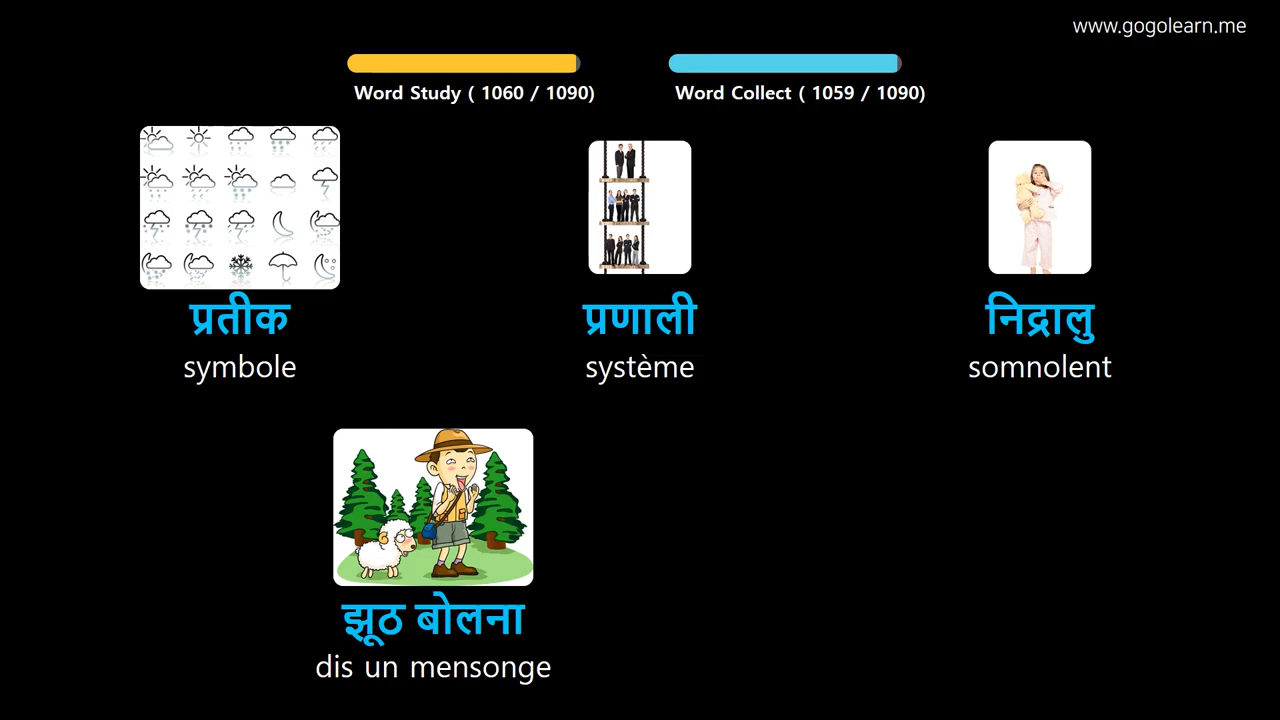 www.gogolearn.me
Word Study ( 1060 / 1090)
Word Collect ( 1059 / 1090)
प्रतीक
symbole
प्रणाली
système
निद्रालु
somnolent
झूठ बोलना
dis un mensonge